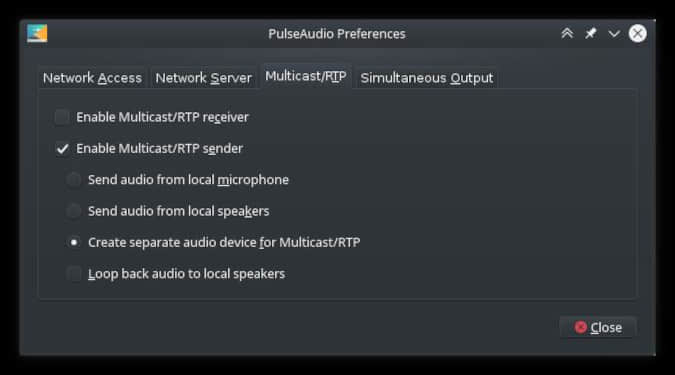 PulseAudio Preferences
Network Access Network Server Multicast/RTP Simultaneous Output
Enable Multicast/RTP receiver
Enable Multicast/RTP sender
Send audio from local microphone
Send audio from local speakers
Create separate audio device for Multicast/RTP
Loop back audio to local speakers
Close